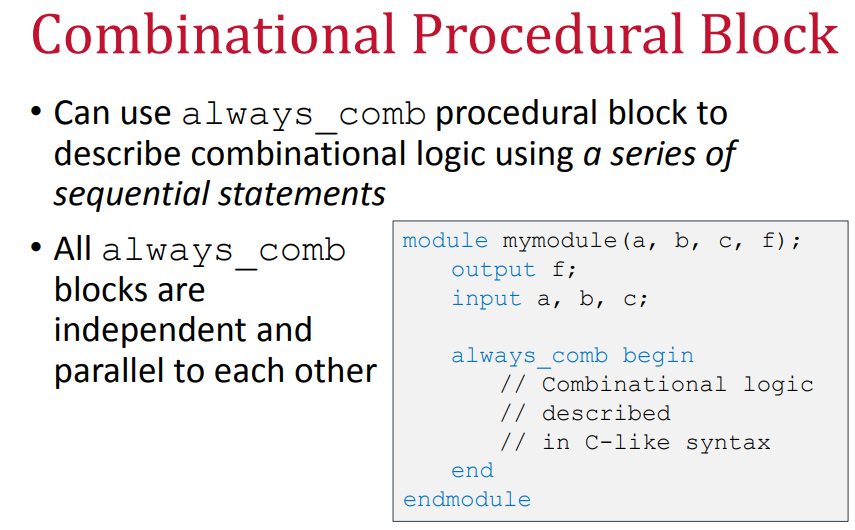 Combinational Procedural Block
• Can use always_comb procedural block to
describe combinational logic using a series of
sequential statements
• All always_comb
blocks are
independent and
parallel to each other
module mymodule(a, b, c, f);
output f;
input a, b, c;
always_comb begin
// Combinational logic
// described
// in C-like syntax
end
endmodule